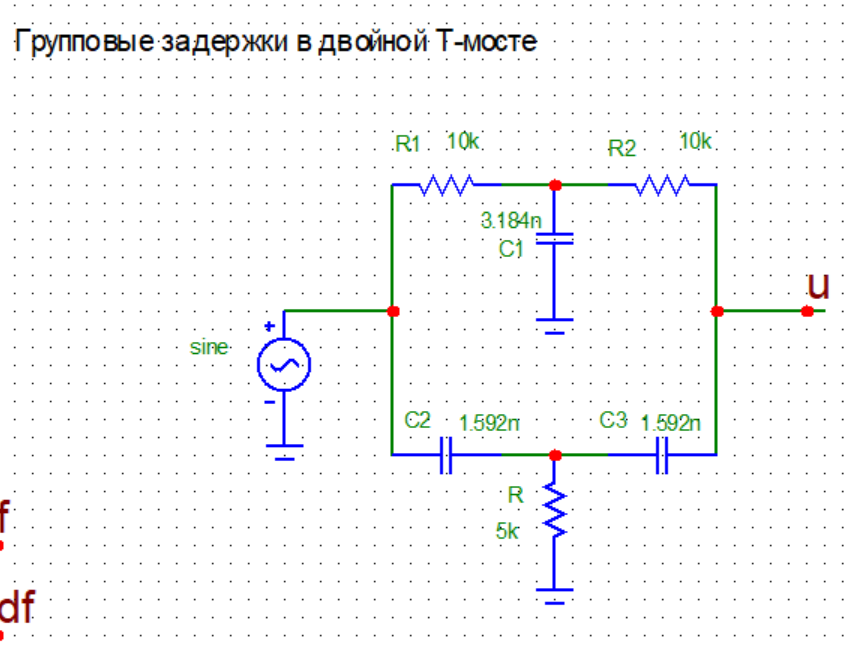 Групповые задержки в двойной Т-мосте
R1 10k
R2 10k
3.184n
C1
u
+
sine
-
C2 1.592n
C3 1.592n
R
5k
f
df